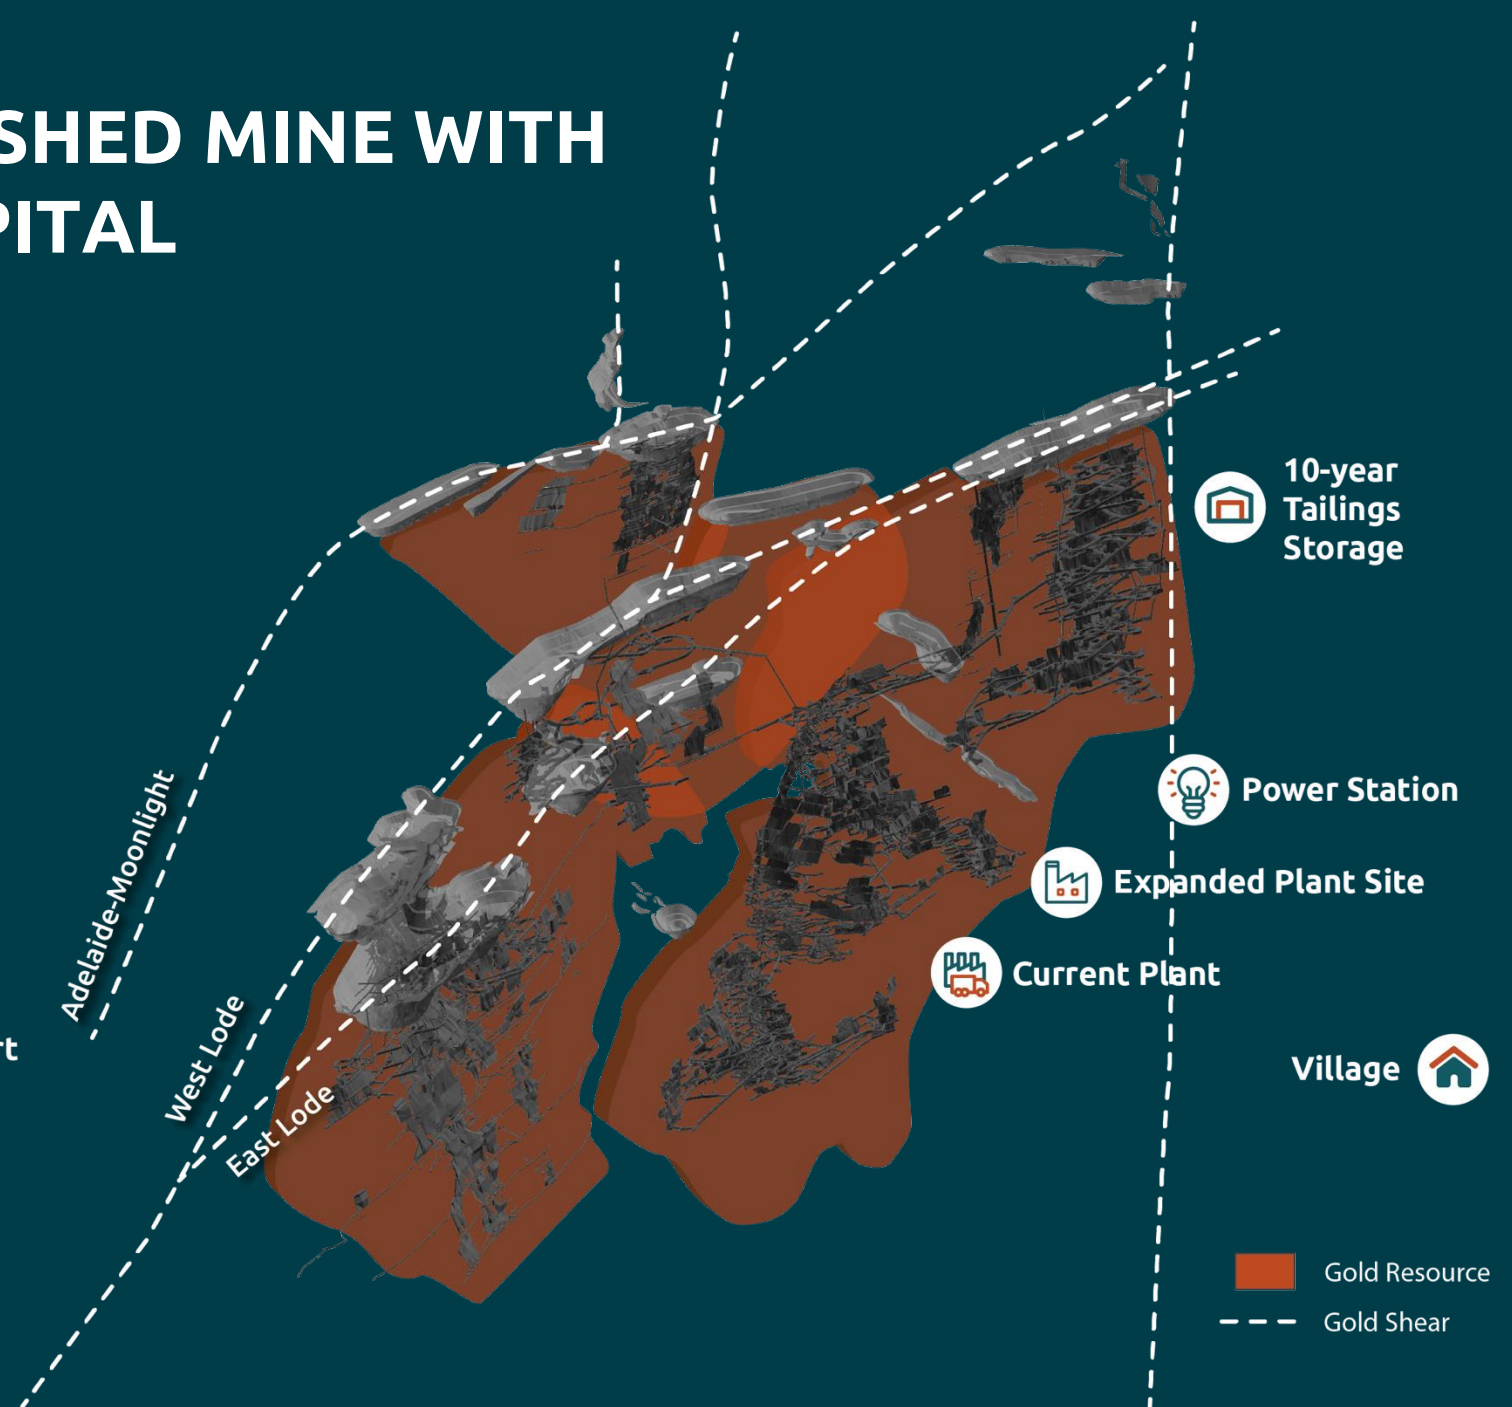 SHED MINE WITH
PITAL
10-year
Tailings
Storage
Power Station
Expanded Plant Site
Current Plant
Village
Adelaide-Moonlight
West Lode
East Lode
rt
Gold Resource
Gold Shear